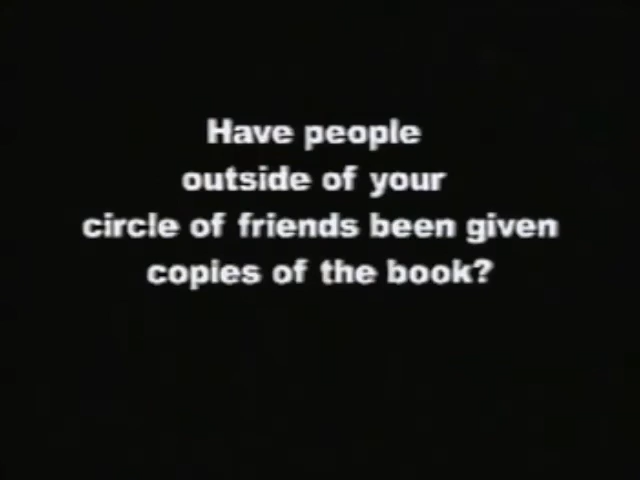 Have people
outside of your
circle of friends been given
copies of the book?